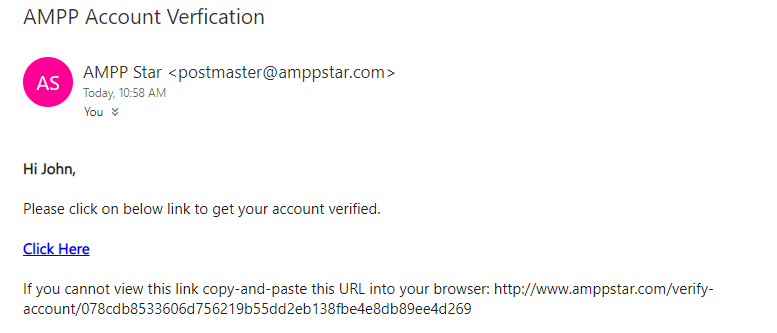 AMPP Account Verfication
AS
AMPP Star <postmaster@amppstar.com>
Today, 10:58 AM
You
Hi John,
Please click on below link to get your account verified.
Click Here
If you cannot view this link copy-and-paste this URL into your browser: http://www.amppstar.com/verify-
account/078cdb8533606d756219b55dd2eb138fbe4e8db89ee4d269